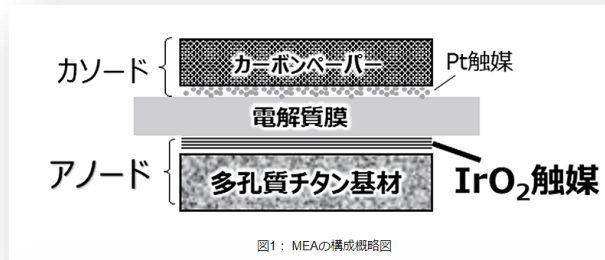 カソード
カーボンペーパー
Pt触媒
電解質膜
アノード
多孔質チタン基材
IrO₂触媒
図1： MEAの構成概略図